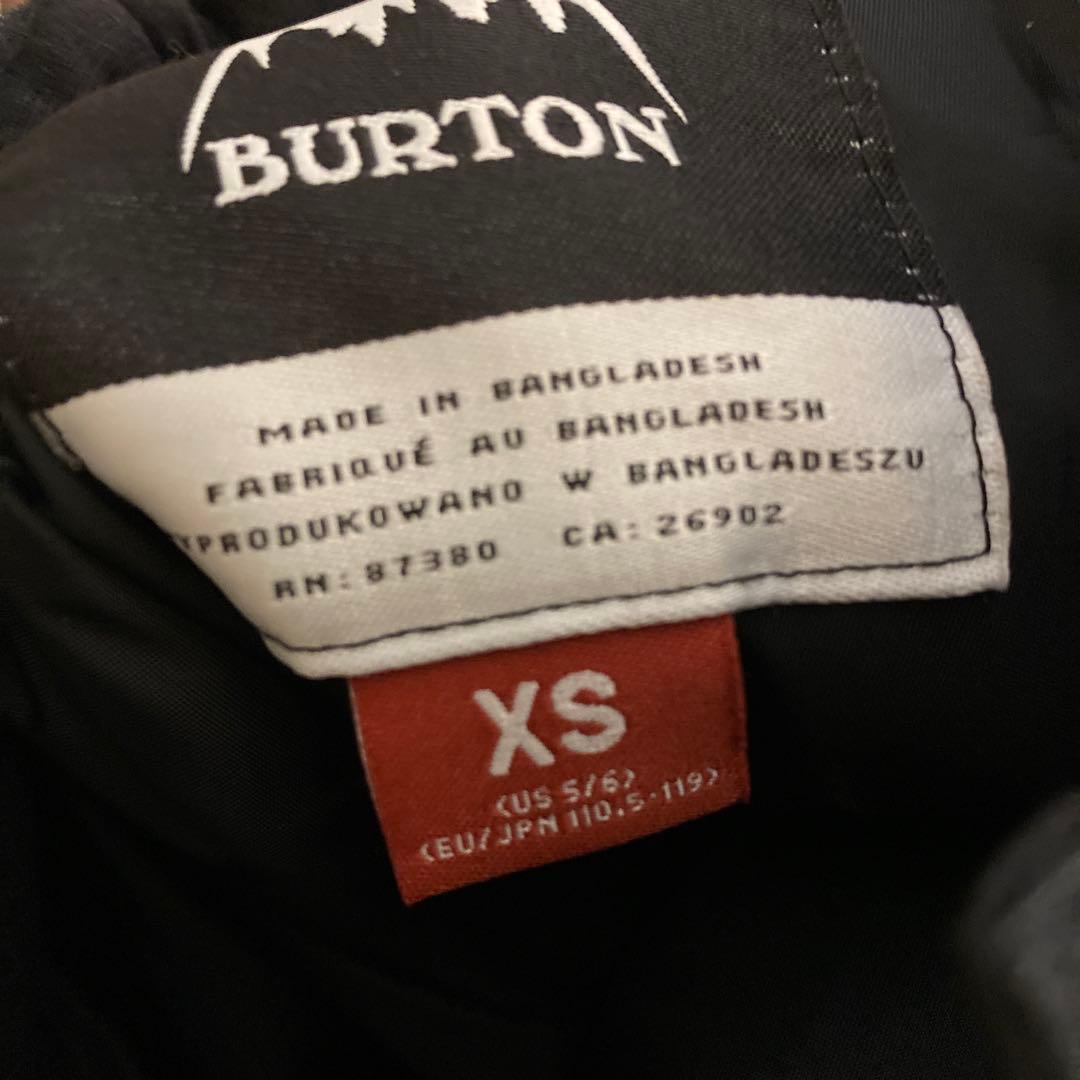 BURTON
MADE IN BANGLADESH
FABRIQUÉ AU BANGLADESH
YPRODUKOWANO W BANGLADESZU
RN: 87380 CA: 26902
XS
<US 5/6>
<EU/JPN 110.5-119>